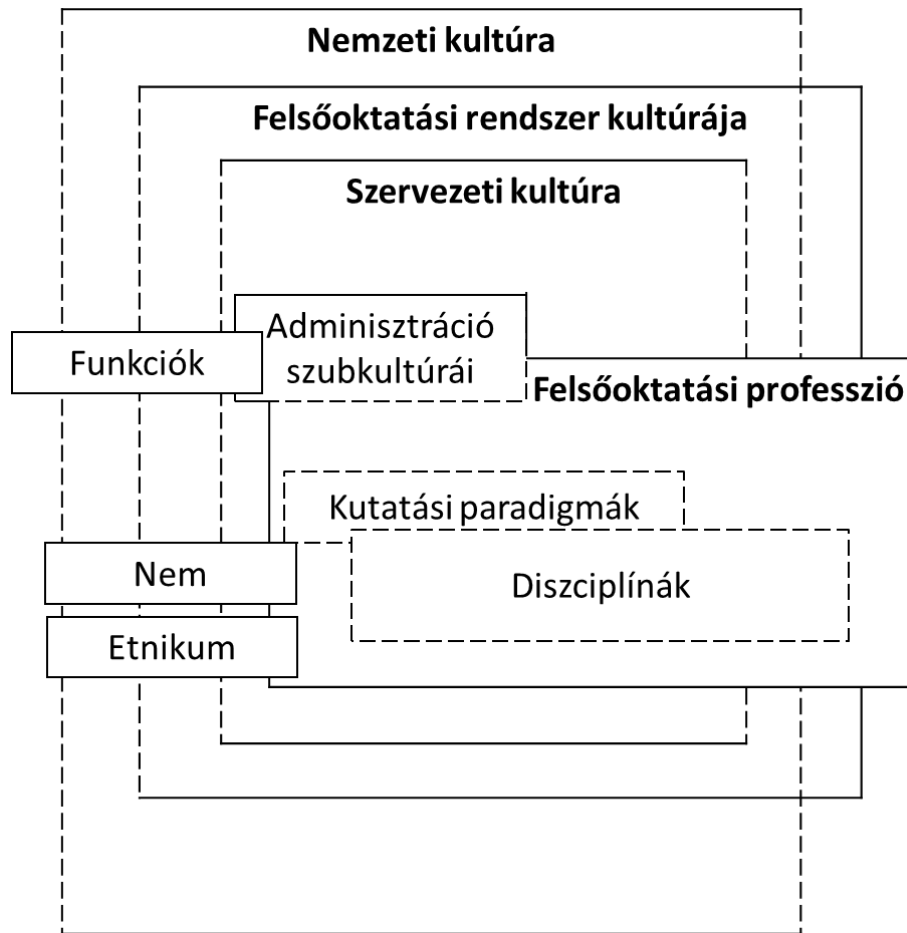 Nemzeti kultúra
Felsőoktatási rendszer kultúrája
Szervezeti kultúra
Adminisztráció
szubkultúrái
Funkciók
Felsőoktatási professzió
Kutatási paradigmák
Nem
Diszciplínák
Etnikum